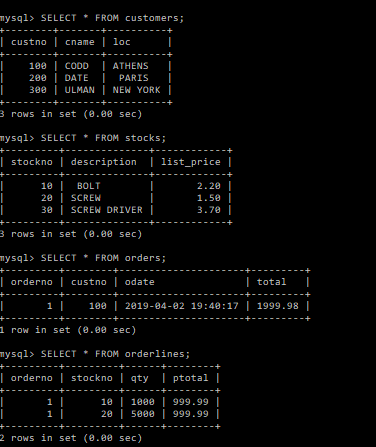 mysql> SELECT * FROM customers;
+--------+-------+----------+
| custno | cname | loc      |
+--------+-------+----------+
|    100 | CODD  | ATHENS   |
|    200 | DATE  |  PARIS   |
|    300 | ULMAN | NEW YORK |
+--------+-------+----------+
3 rows in set (0.00 sec)
mysql> SELECT * FROM stocks;
+---------+--------------+------------+
| stockno | description  | list_price |
+---------+--------------+------------+
|      10 |  BOLT        |       2.20 |
|      20 | SCREW        |       1.50 |
|      30 | SCREW DRIVER |       3.70 |
+---------+--------------+------------+
3 rows in set (0.00 sec)
mysql> SELECT * FROM orders;
+---------+--------+---------------------+---------+
| orderno | custno | odate               | total   |
+---------+--------+---------------------+---------+
|       1 |    100 | 2019-04-02 19:40:17 | 1999.98 |
+---------+--------+---------------------+---------+
1 row in set (0.00 sec)
mysql> SELECT * FROM orderlines;
+---------+---------+------+--------+
| orderno | stockno | qty  | ptotal |
+---------+---------+------+--------+
|       1 |      10 | 1000 | 999.99 |
|       1 |      20 | 5000 | 999.99 |
+---------+---------+------+--------+
2 rows in set (0.00 sec)